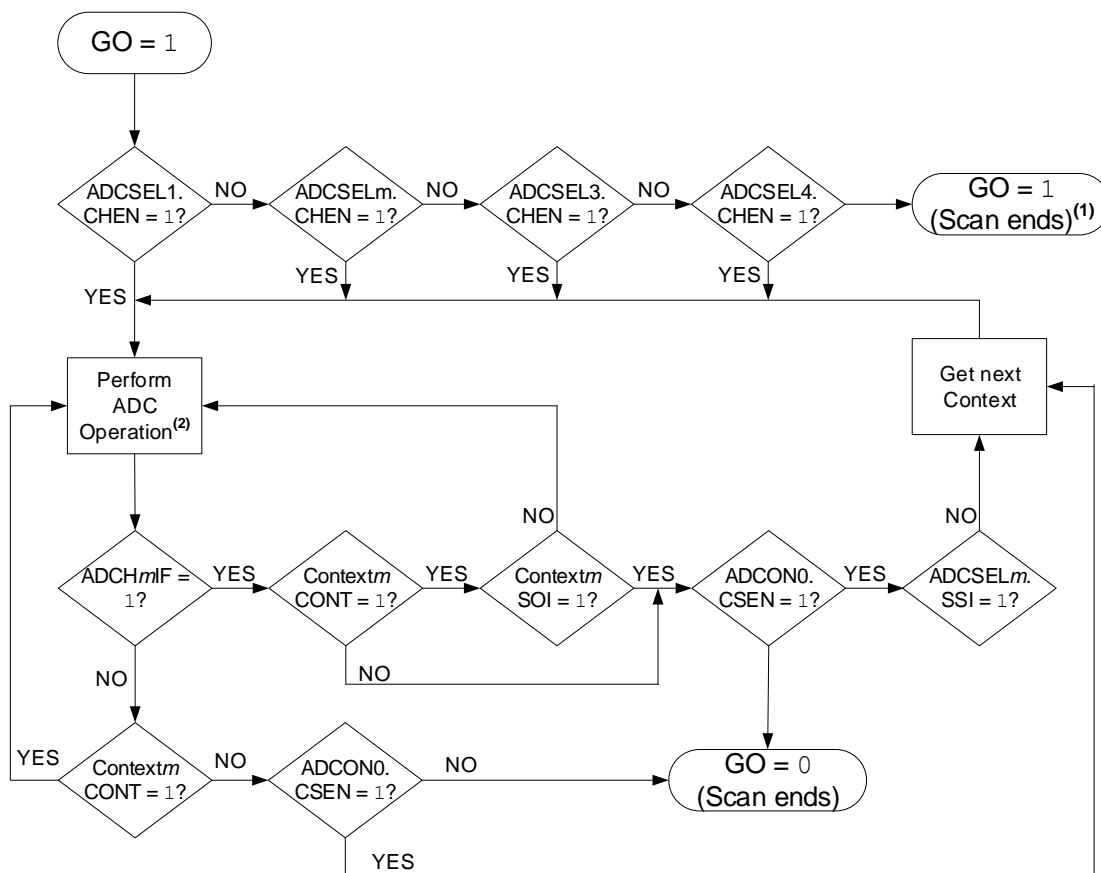 GO = 1
ADCSEL1.
CHEN = 1?
NO
ADCSELm.
CHEN = 1?
NO
ADCSEL3.
CHEN = 1?
NO
ADCSEL4.
CHEN = 1?
GO = 1
(Scan ends)(1)
YES
YES
YES
YES
Perform
ADC
Operation(2)
Get next
Context
NO
NO
ADCHmIF =
1?
YES
Contextm
CONT = 1?
YES
Contextm
SOI = 1?
YES
ADCON0.
CSEN = 1?
YES
ADCSELm.
SSI = 1?
NO
NO
YES
Contextm
CONT = 1?
NO
ADCON0.
CSEN = 1?
NO
GO = 0
(Scan ends)
YES